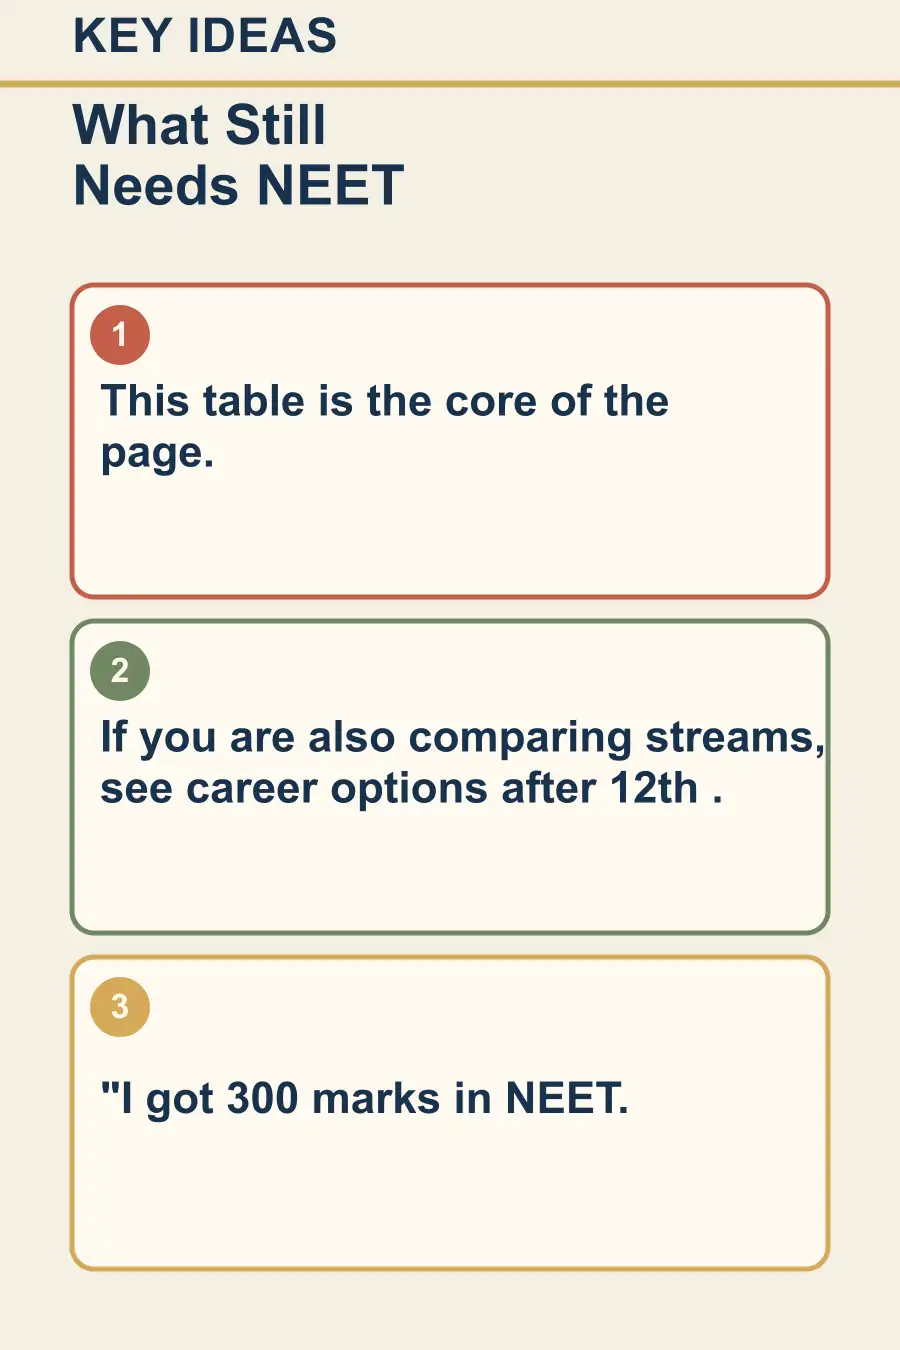 KEY IDEAS
What Still
Needs NEET
1
This table is the core of the
page.
2
If you are also comparing streams,
see career options after 12th .
3
"I got 300 marks in NEET.